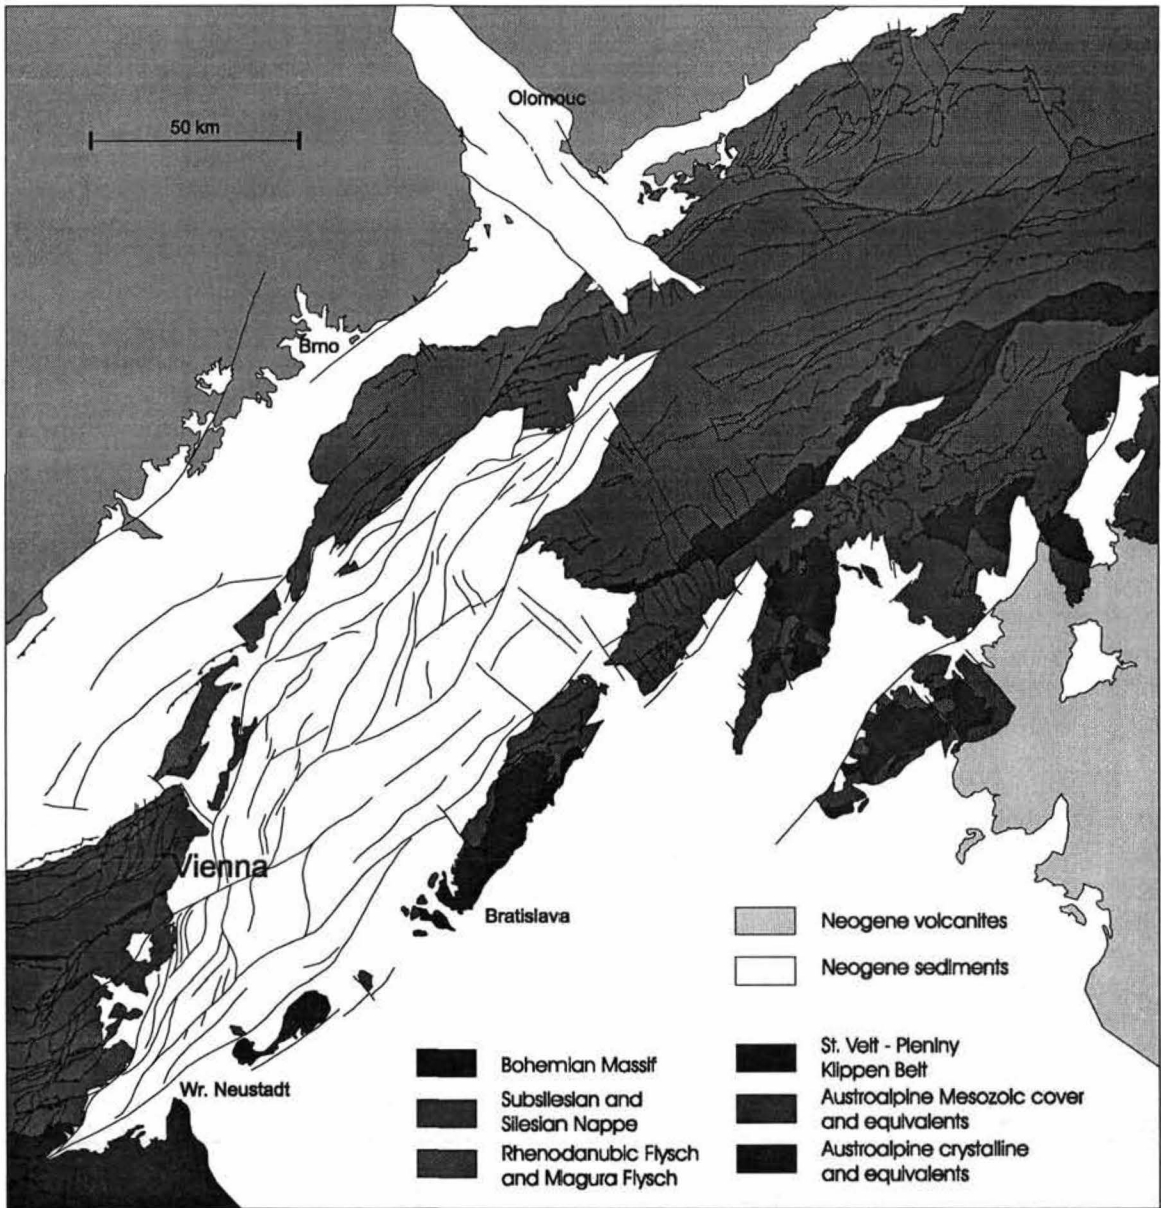 Olomouc
50 km
Brno
Vienna
Bratislava
Wr. Neustadt
Neogene volcanites
Neogene sediments
Bohemian Massif
Subsilesian and
Silesian Nappe
Rhenodanubic Flysch
and Magura Flysch
St. Veit - Pieniny
Klippen Belt
Austroalpine Mesozoic cover
and equivalents
Austroalpine crystalline
and equivalents